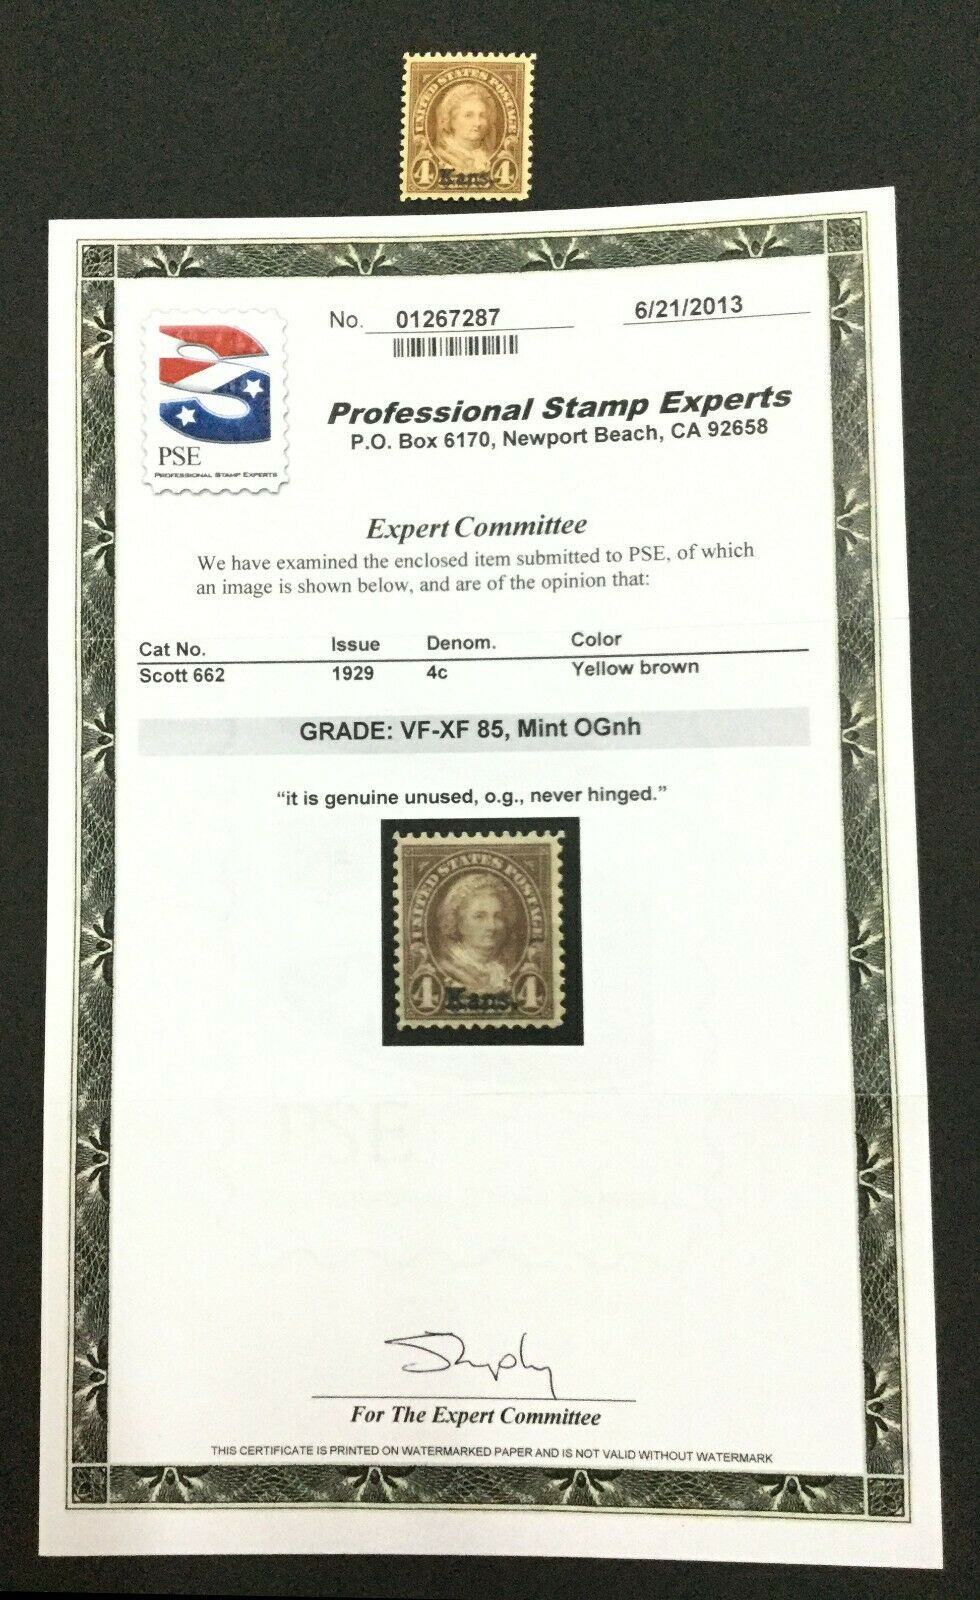 UNITED STATES POSTAGE
4 Kans. 4
No. 01267287
6/21/2013
PSE
PROFESSIONAL STAMP EXPERTS
Professional Stamp Experts
P.O. Box 6170, Newport Beach, CA 92658
Expert Committee
We have examined the enclosed item submitted to PSE, of which
an image is shown below, and are of the opinion that:
Cat No. Issue Denom. Color
Scott 662 1929 4c Yellow brown
GRADE: VF-XF 85, Mint OGnh
“it is genuine unused, o.g., never hinged.”
UNITED STATES POSTAGE
4 Kans. 4
For The Expert Committee
THIS CERTIFICATE IS PRINTED ON WATERMARKED PAPER AND IS NOT VALID WITHOUT WATERMARK